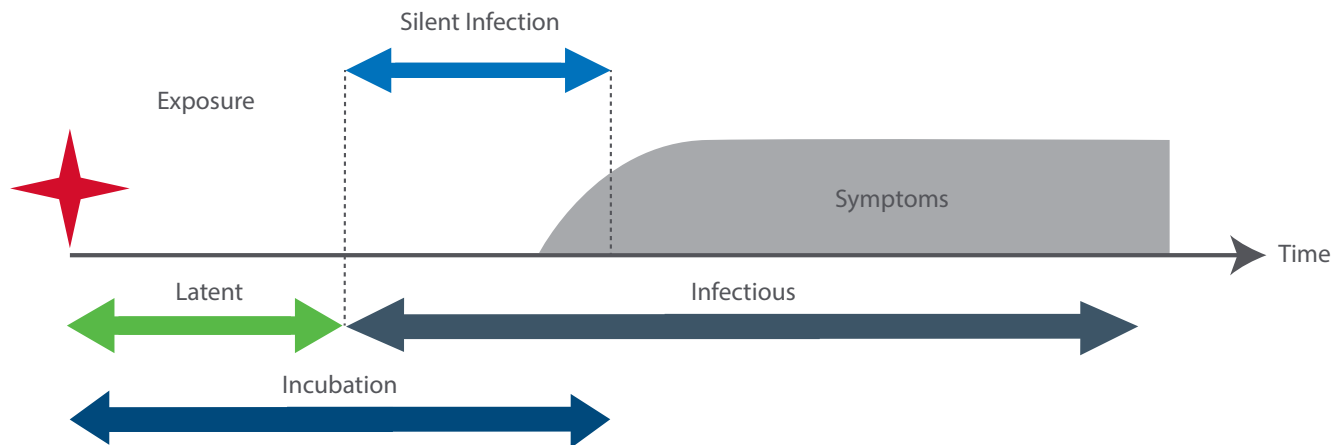 Silent Infection
Exposure
Symptoms
Time
Latent
Infectious
Incubation